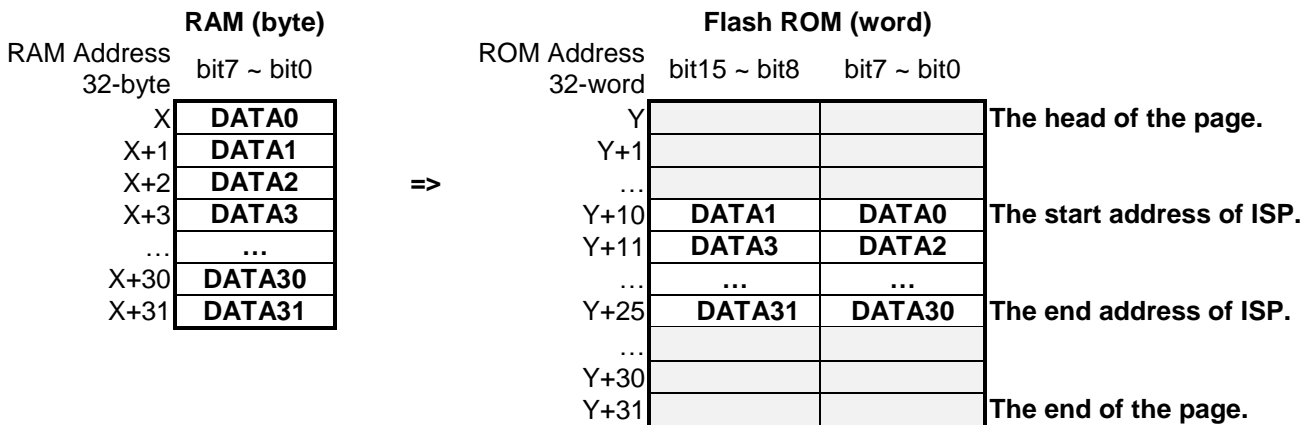 RAM (byte) Flash ROM (word)
RAM Address 32-byte bit7 ~ bit0 ROM Address 32-word bit15 ~ bit8 bit7 ~ bit0
X DATA0 Y The head of the page.
X+1 DATA1 Y+1
X+2 DATA2 => …
X+3 DATA3 Y+10 DATA1 DATA0 The start address of ISP.
… … Y+11 DATA3 DATA2
X+30 DATA30 … … …
X+31 DATA31 Y+25 DATA31 DATA30 The end address of ISP.
…
Y+30
Y+31 The end of the page.